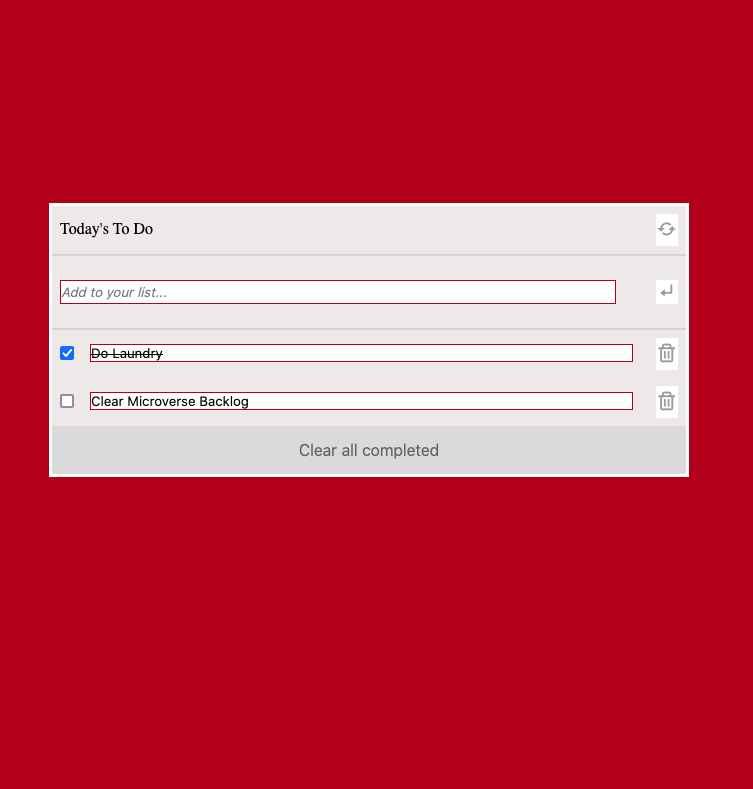 Today's To Do
Add to your list...
Do Laundry
Clear Microverse Backlog
Clear all completed